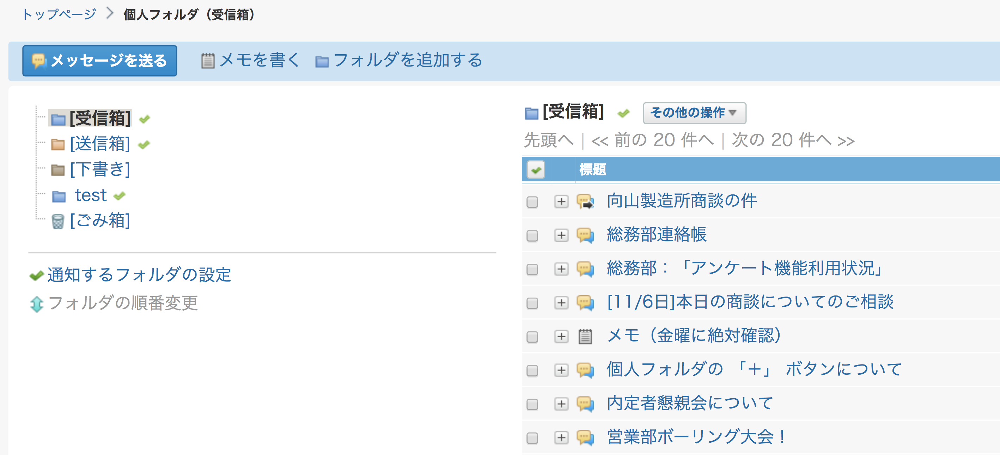 トップページ > 個人フォルダ（受信箱）
メッセージを送る メモを書く フォルダを追加する
[受信箱]
[送信箱]
[下書き]
test
[ごみ箱]
通知するフォルダの設定
フォルダの順番変更
[受信箱] その他の操作
先頭へ | << 前の 20 件へ | 次の 20 件へ >>
標題
向山製造所商談の件
総務部連絡帳
総務部：「アンケート機能利用状況」
[11/6日]本日の商談についてのご相談
メモ（金曜に絶対確認）
個人フォルダの 「＋」 ボタンについて
内定者懇親会について
営業部ボーリング大会！